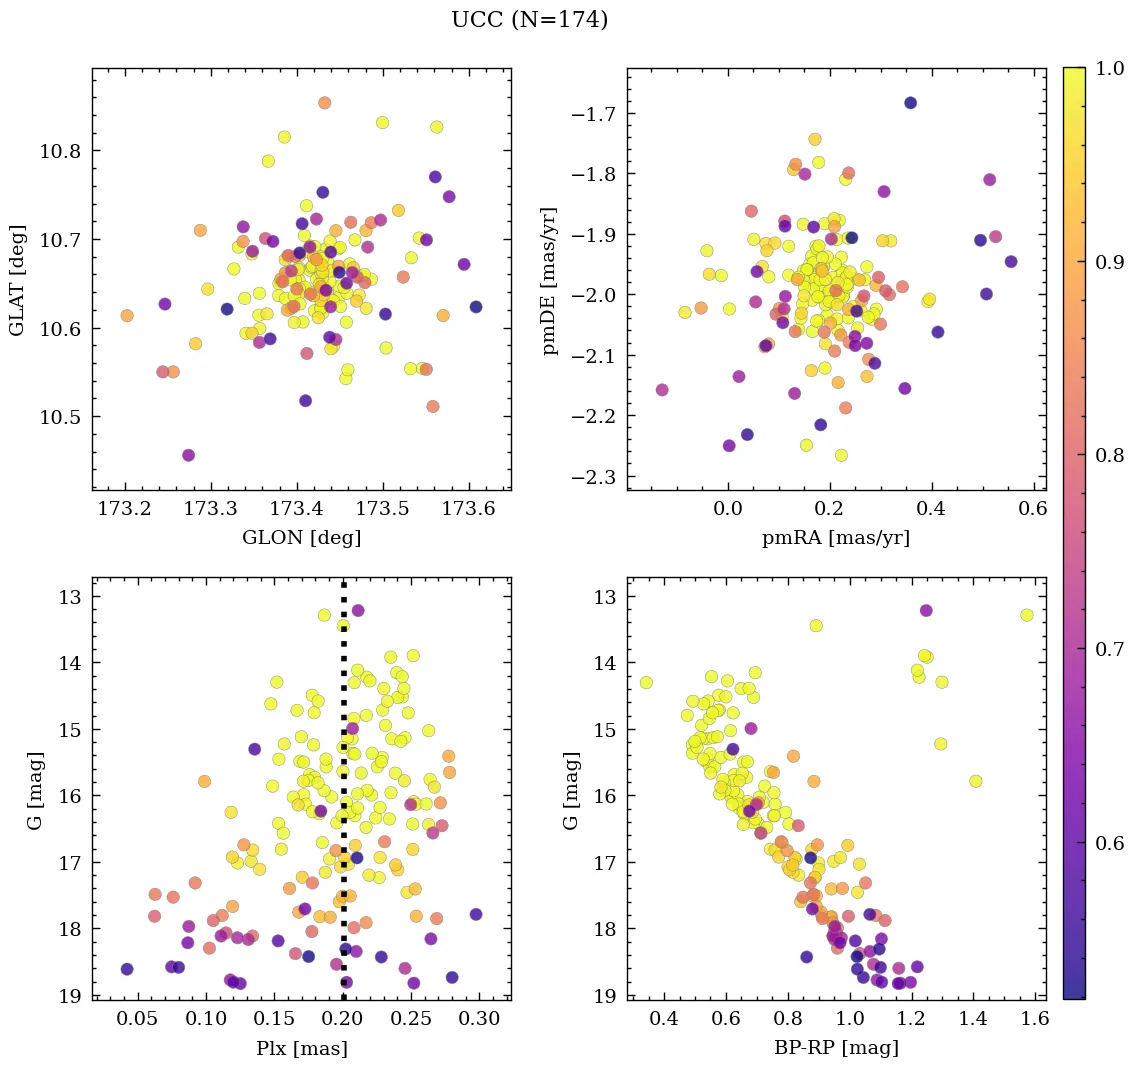 UCC (N=174)
10.8
10.7
10.6
10.5
GLAT [deg]
173.2 173.3 173.4 173.5 173.6
GLON [deg]
−1.7
−1.8
−1.9
−2.0
−2.1
−2.2
−2.3
pmDE [mas/yr]
0.0 0.2 0.4 0.6
pmRA [mas/yr]
1.0
0.9
0.8
0.7
0.6
13
14
15
16
17
18
19
G [mag]
0.05 0.10 0.15 0.20 0.25 0.30
Plx [mas]
13
14
15
16
17
18
19
G [mag]
0.4 0.6 0.8 1.0 1.2 1.4 1.6
BP-RP [mag]